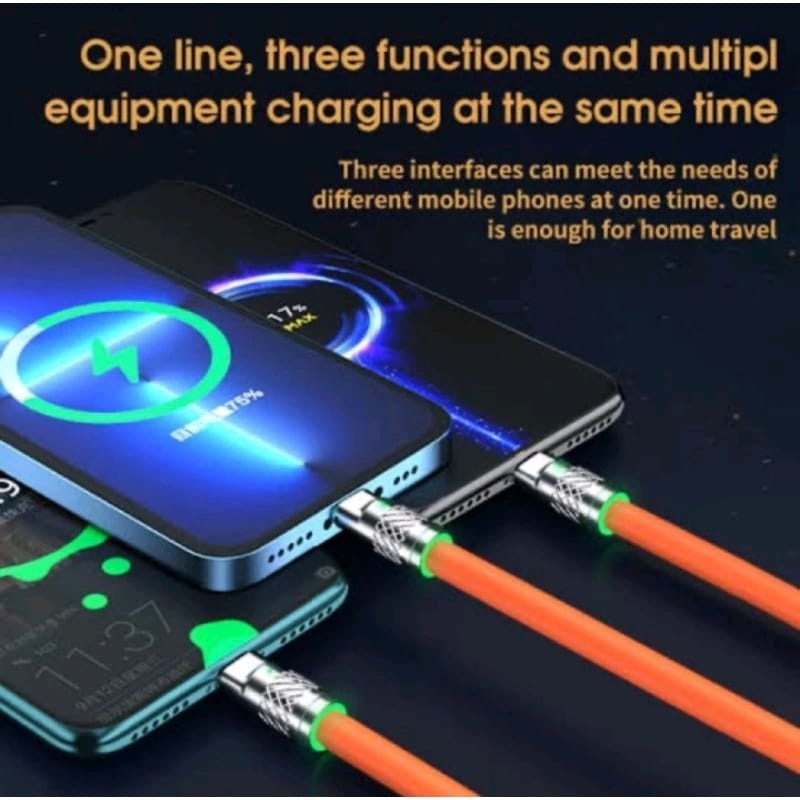 One line, three functions and multipl
equipment charging at the same time
Three interfaces can meet the needs of
different mobile phones at one time. One
is enough for home travel
17%
MAX
75%
11:37